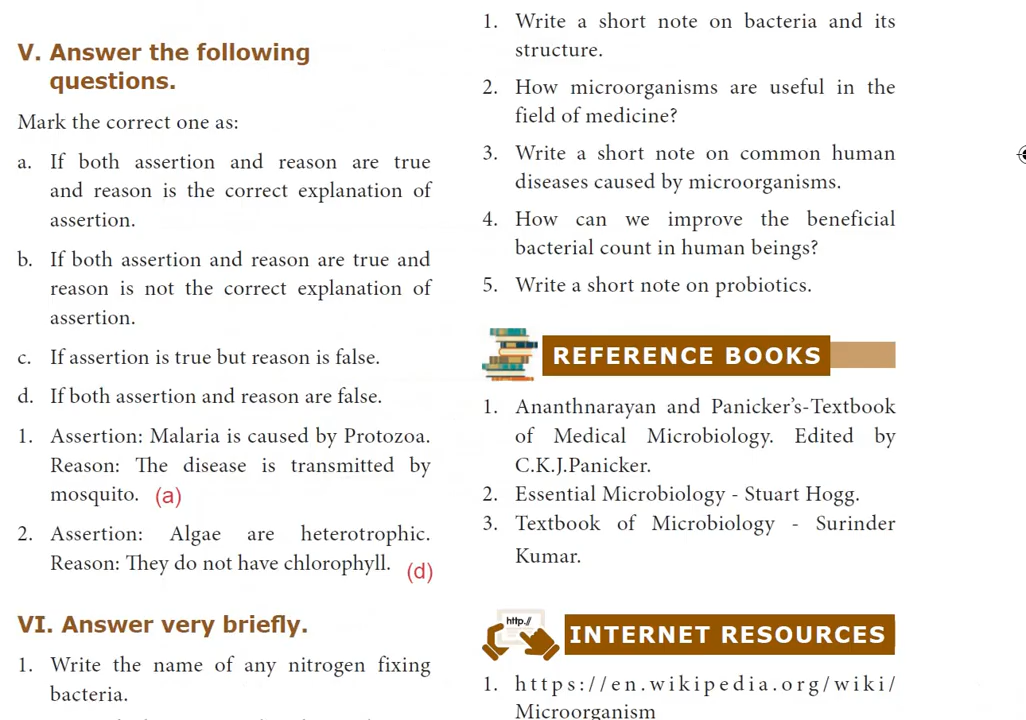 V. Answer the following
questions.
Mark the correct one as:
a. If both assertion and reason are true
and reason is the correct explanation of
assertion.
b. If both assertion and reason are true and
reason is not the correct explanation of
assertion.
c. If assertion is true but reason is false.
d. If both assertion and reason are false.
1. Assertion: Malaria is caused by Protozoa.
Reason: The disease is transmitted by
mosquito. (a)
2. Assertion: Algae are heterotrophic.
Reason: They do not have chlorophyll. (d)
VI. Answer very briefly.
1. Write the name of any nitrogen fixing
bacteria.
1. Write a short note on bacteria and its
structure.
2. How microorganisms are useful in the
field of medicine?
3. Write a short note on common human
diseases caused by microorganisms.
4. How can we improve the beneficial
bacterial count in human beings?
5. Write a short note on probiotics.
REFERENCE BOOKS
1. Ananthnarayan and Panicker's-Textbook
of Medical Microbiology. Edited by
C.K.J.Panicker.
2. Essential Microbiology - Stuart Hogg.
3. Textbook of Microbiology - Surinder
Kumar.
http.//
INTERNET RESOURCES
1. https://en.wikipedia.org/wiki/
Microorganism